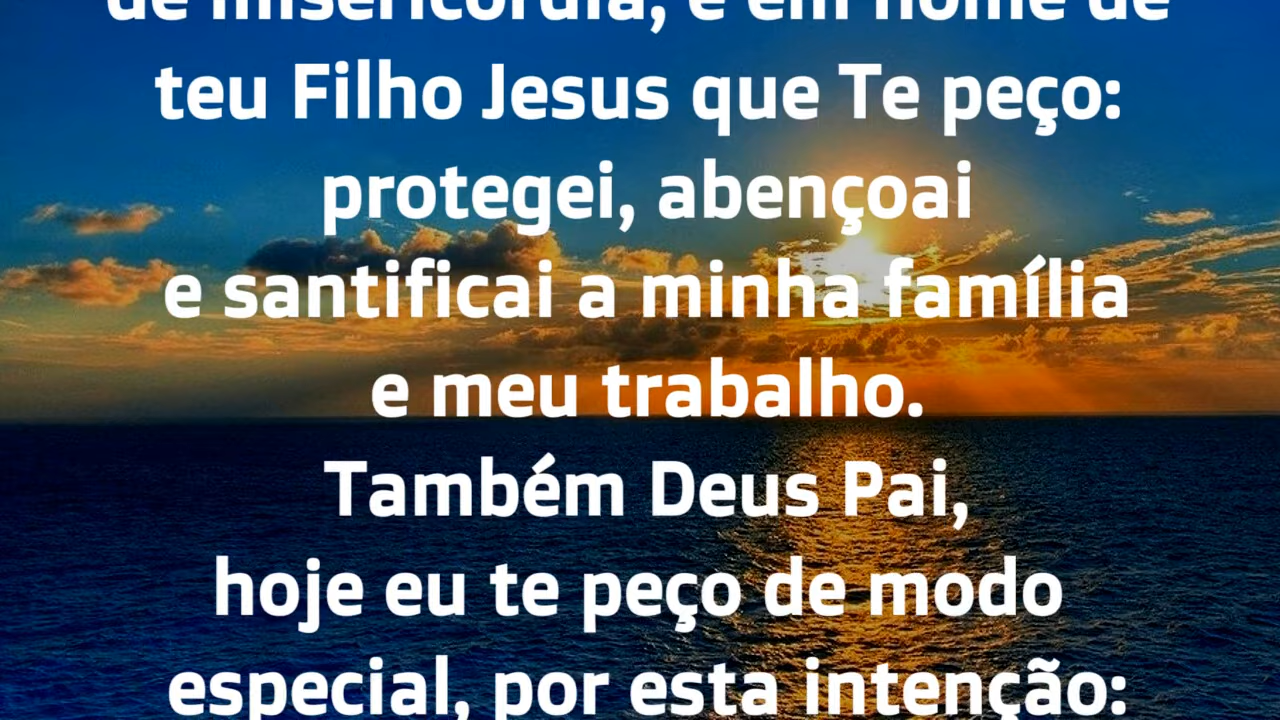 de misericórdia, é em nome de
teu Filho Jesus que Te peço:
protegei, abençoai
e santificai a minha família
e meu trabalho.
Também Deus Pai,
hoje eu te peço de modo
especial, por esta intenção: